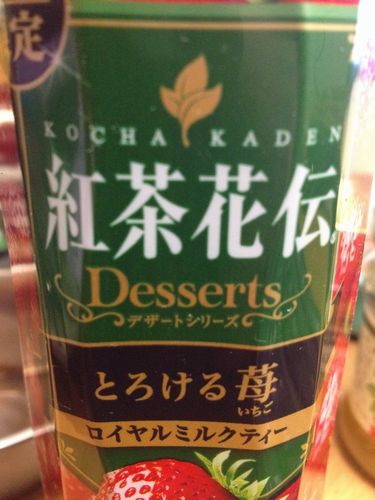 定
KOCHA KADEN
紅茶花伝
Desserts
デザートシリーズ
とろける苺
いちご
ロイヤルミルクティー